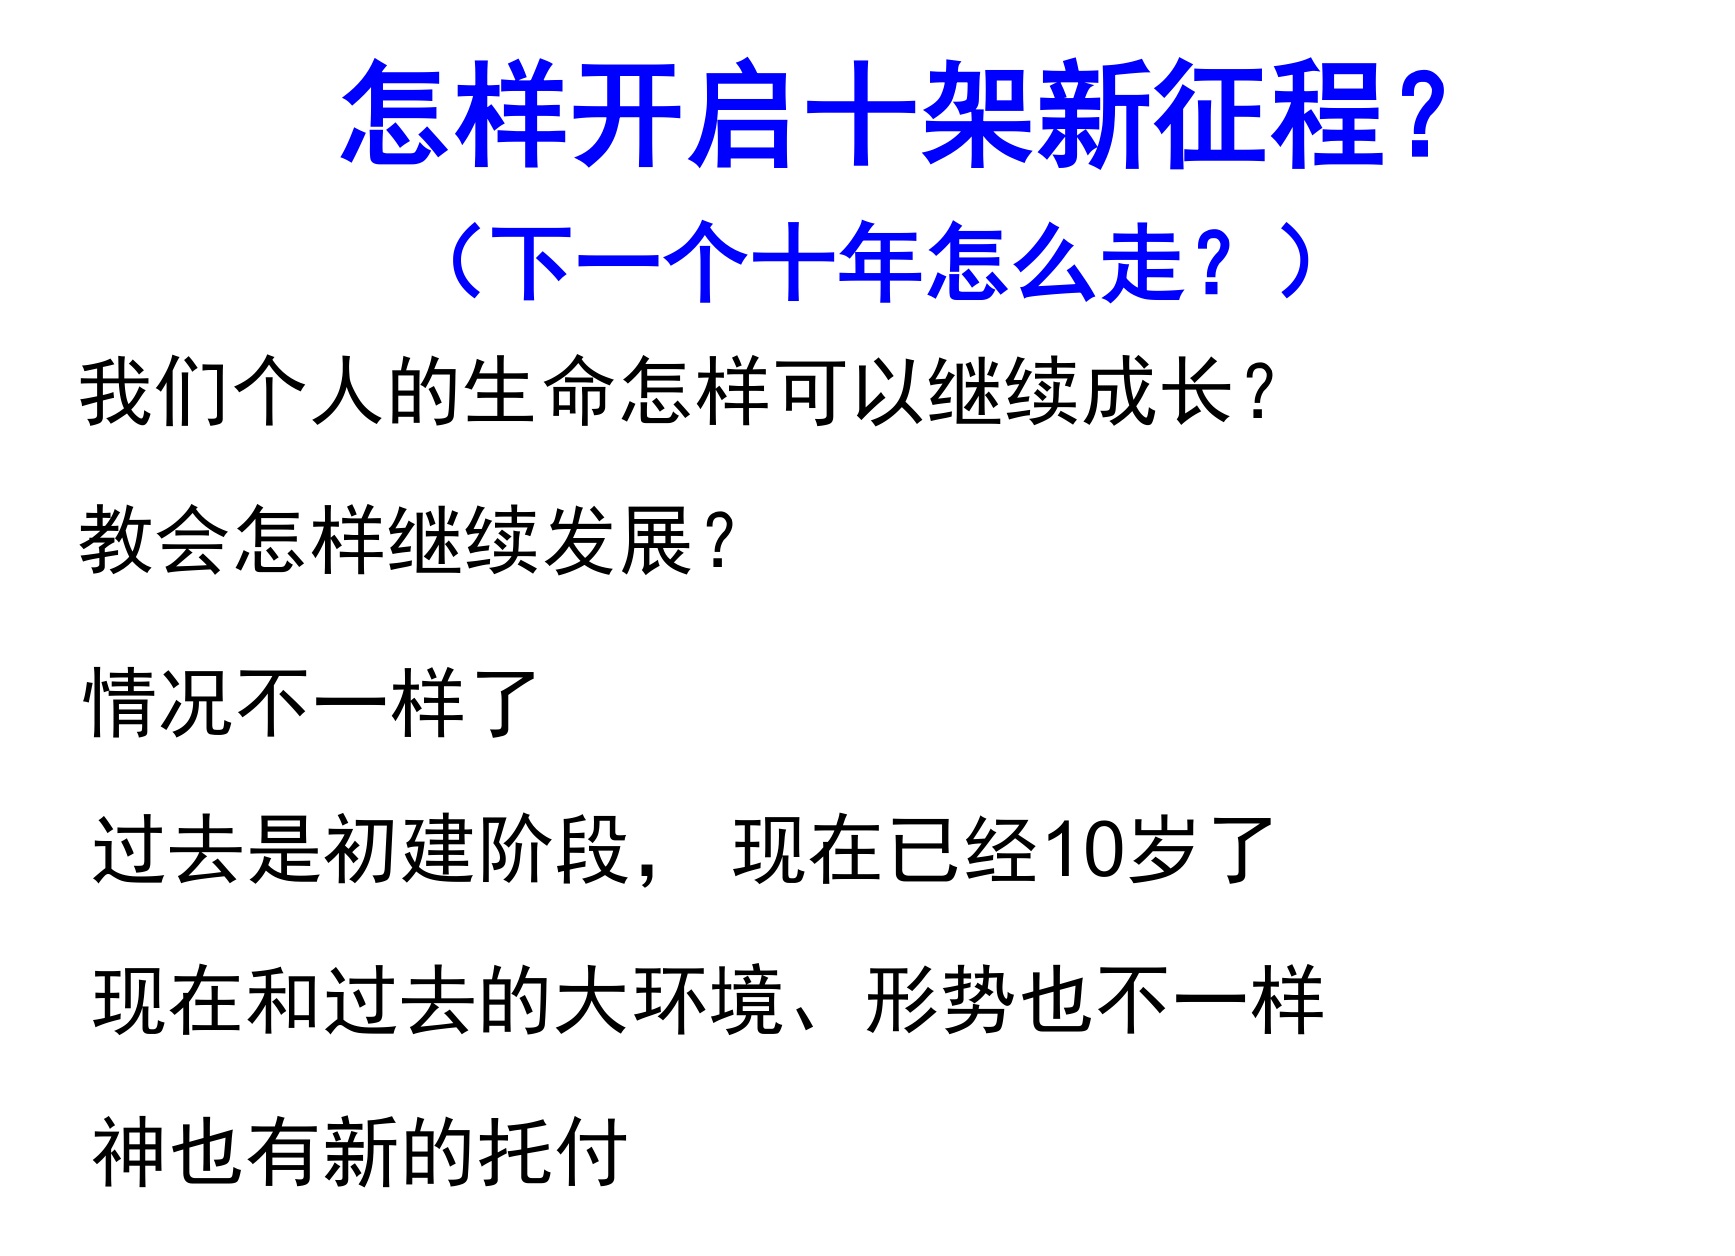 怎样开启十架新征程？
（下一个十年怎么走？）
我们个人的生命怎样可以继续成长？
教会怎样继续发展？
情况不一样了
过去是初建阶段， 现在已经10岁了
现在和过去的大环境、形势也不一样
神也有新的托付